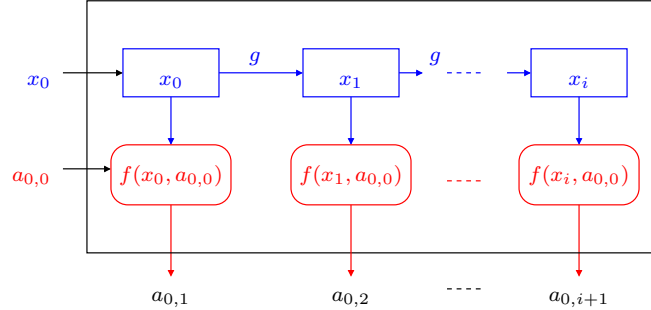 g g
x_0 x_0 x_1 x_i
a_{0,0} f(x_0, a_{0,0}) f(x_1, a_{0,0}) f(x_i, a_{0,0})
a_{0,1} a_{0,2} a_{0,i+1}